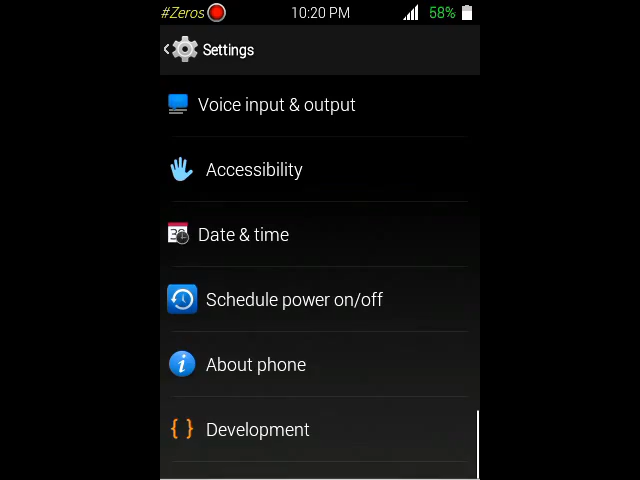 #Zeros 10:20 PM 58%
Settings
Voice input & output
Accessibility
Date & time
Schedule power on/off
About phone
{ } Development